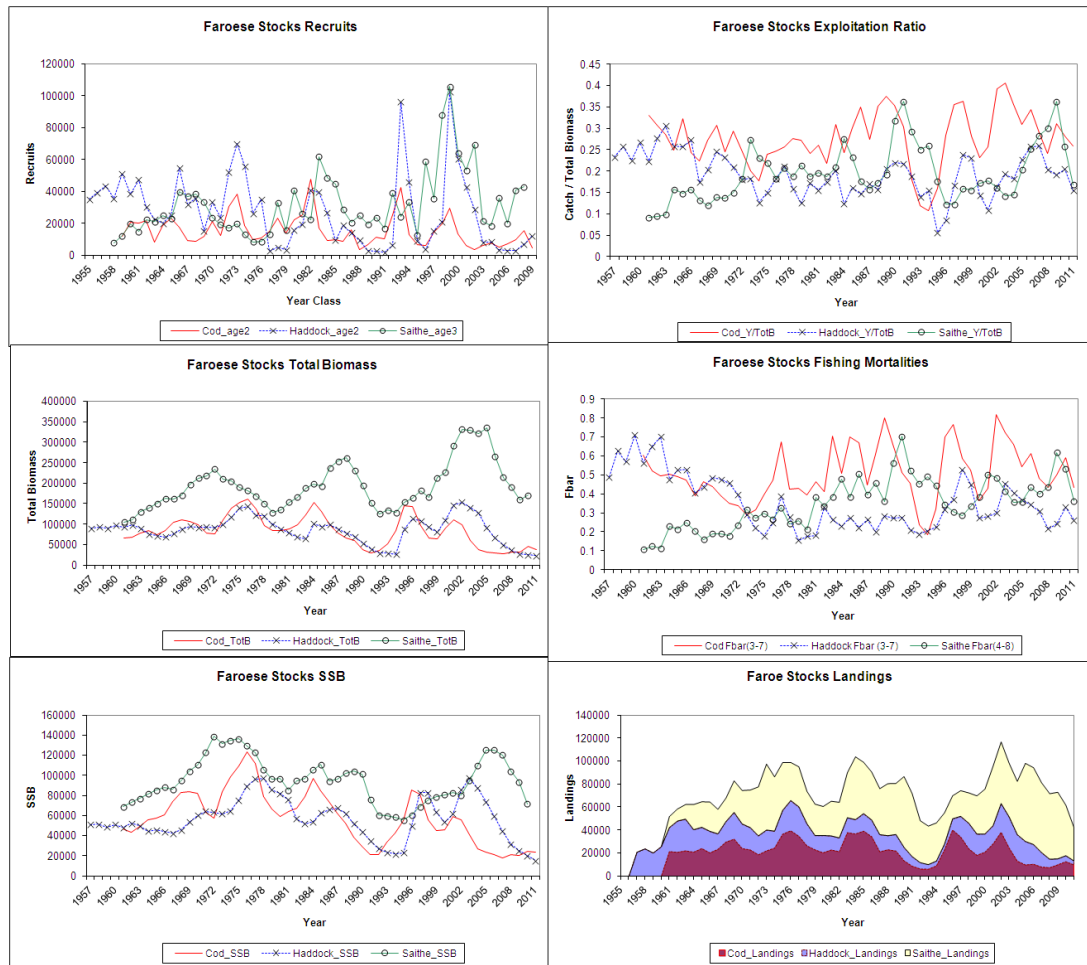 Faroese Stocks Recruits
Recruits
120000
100000
80000
60000
40000
20000
0
1955 1958 1961 1964 1967 1970 1973 1976 1979 1982 1985 1988 1991 1994 1997 2000 2003 2006 2009
Year Class
Cod_age2 Haddock_age2 Saithe_age3
Faroese Stocks Exploitation Ratio
Catch / Total Biomass
0.45
0.4
0.35
0.3
0.25
0.2
0.15
0.1
0.05
0
1957 1960 1963 1966 1969 1972 1975 1978 1981 1984 1987 1990 1993 1996 1999 2002 2005 2008 2011
Year
Cod_Y/TotB Haddock_Y/TotB Saithe_Y/TotB
Faroese Stocks Total Biomass
Total Biomass
400000
350000
300000
250000
200000
150000
100000
50000
0
1957 1960 1963 1966 1969 1972 1975 1978 1981 1984 1987 1990 1993 1996 1999 2002 2005 2008 2011
Year
Cod_TotB Haddock_TotB Saithe_TotB
Faroese Stocks Fishing Mortalities
Fbar
0.9
0.8
0.7
0.6
0.5
0.4
0.3
0.2
0.1
0
1957 1960 1963 1966 1969 1972 1975 1978 1981 1984 1987 1990 1993 1996 1999 2002 2005 2008 2011
Year
Cod Fbar(3-7) Haddock Fbar (3-7) Saithe Fbar(4-8)
Faroese Stocks SSB
SSB
160000
140000
120000
100000
80000
60000
40000
20000
0
1957 1960 1963 1966 1969 1972 1975 1978 1981 1984 1987 1990 1993 1996 1999 2002 2005 2008 2011
Year
Cod_SSB Haddock_SSB Saithe_SSB
Faroe Stocks Landings
Landings
140000
120000
100000
80000
60000
40000
20000
0
1955 1958 1961 1964 1967 1970 1973 1976 1979 1982 1985 1988 1991 1994 1997 2000 2003 2006 2009
Year
Cod_Landings Haddock_Landings Saithe_Landings